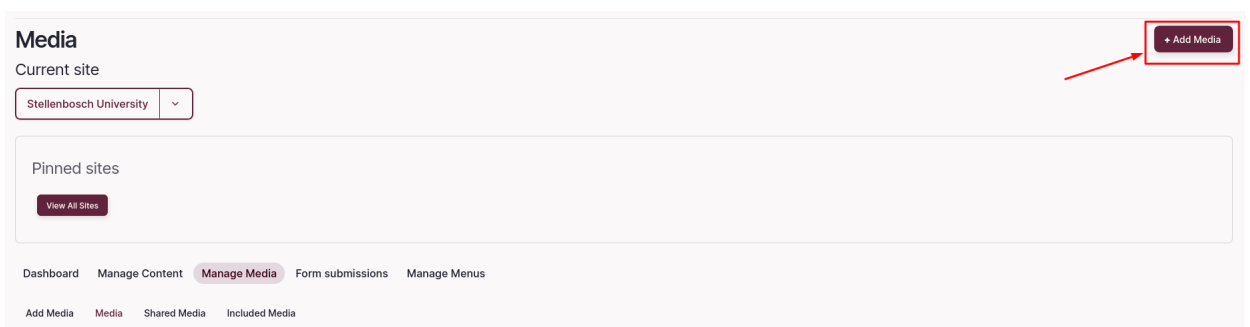 Media
+ Add Media
Current site
Stellenbosch University
Pinned sites
View All Sites
Dashboard Manage Content Manage Media Form submissions Manage Menus
Add Media Media Shared Media Included Media